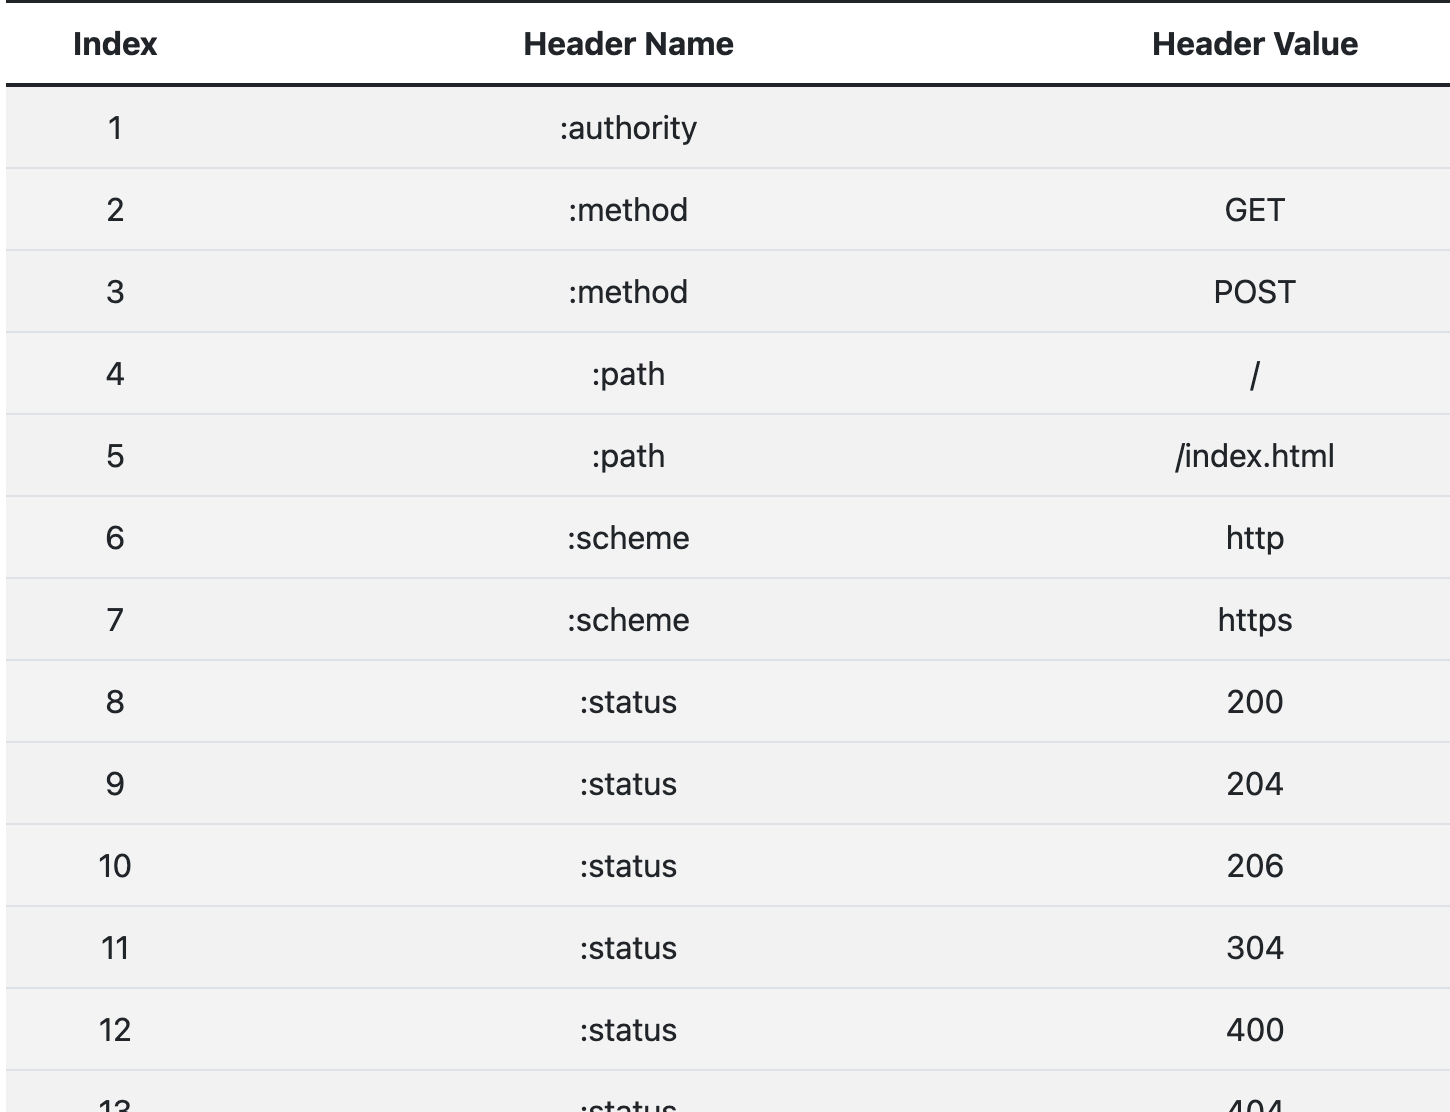 Index Header Name Header Value
1 :authority
2 :method GET
3 :method POST
4 :path /
5 :path /index.html
6 :scheme http
7 :scheme https
8 :status 200
9 :status 204
10 :status 206
11 :status 304
12 :status 400
13 :status 404